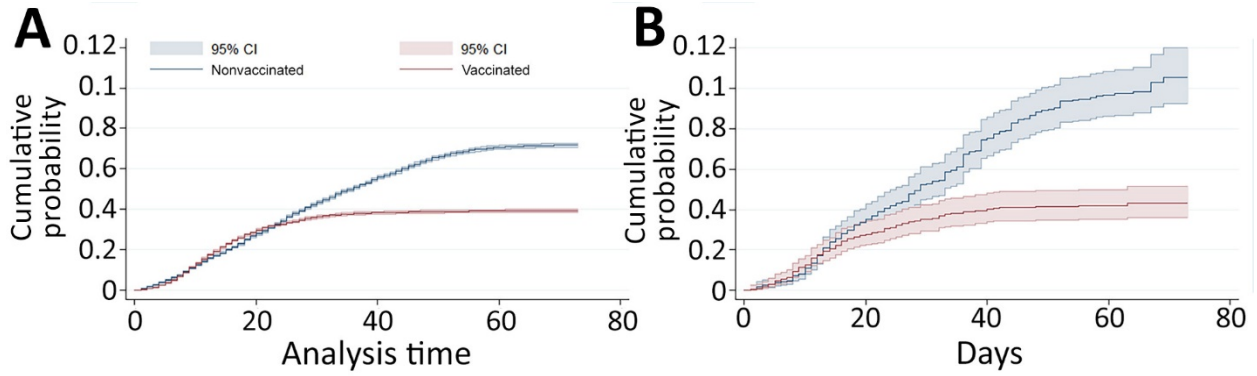 A
0.12
0.1
0.8
0.6
0.4
0.2
0
Cumulative
probability
95% CI
Nonvaccinated
95% CI
Vaccinated
0
20
40
60
80
Analysis time
B
0.12
0.1
0.8
0.6
0.4
0.2
0
Cumulative
probability
0
20
40
60
80
Days